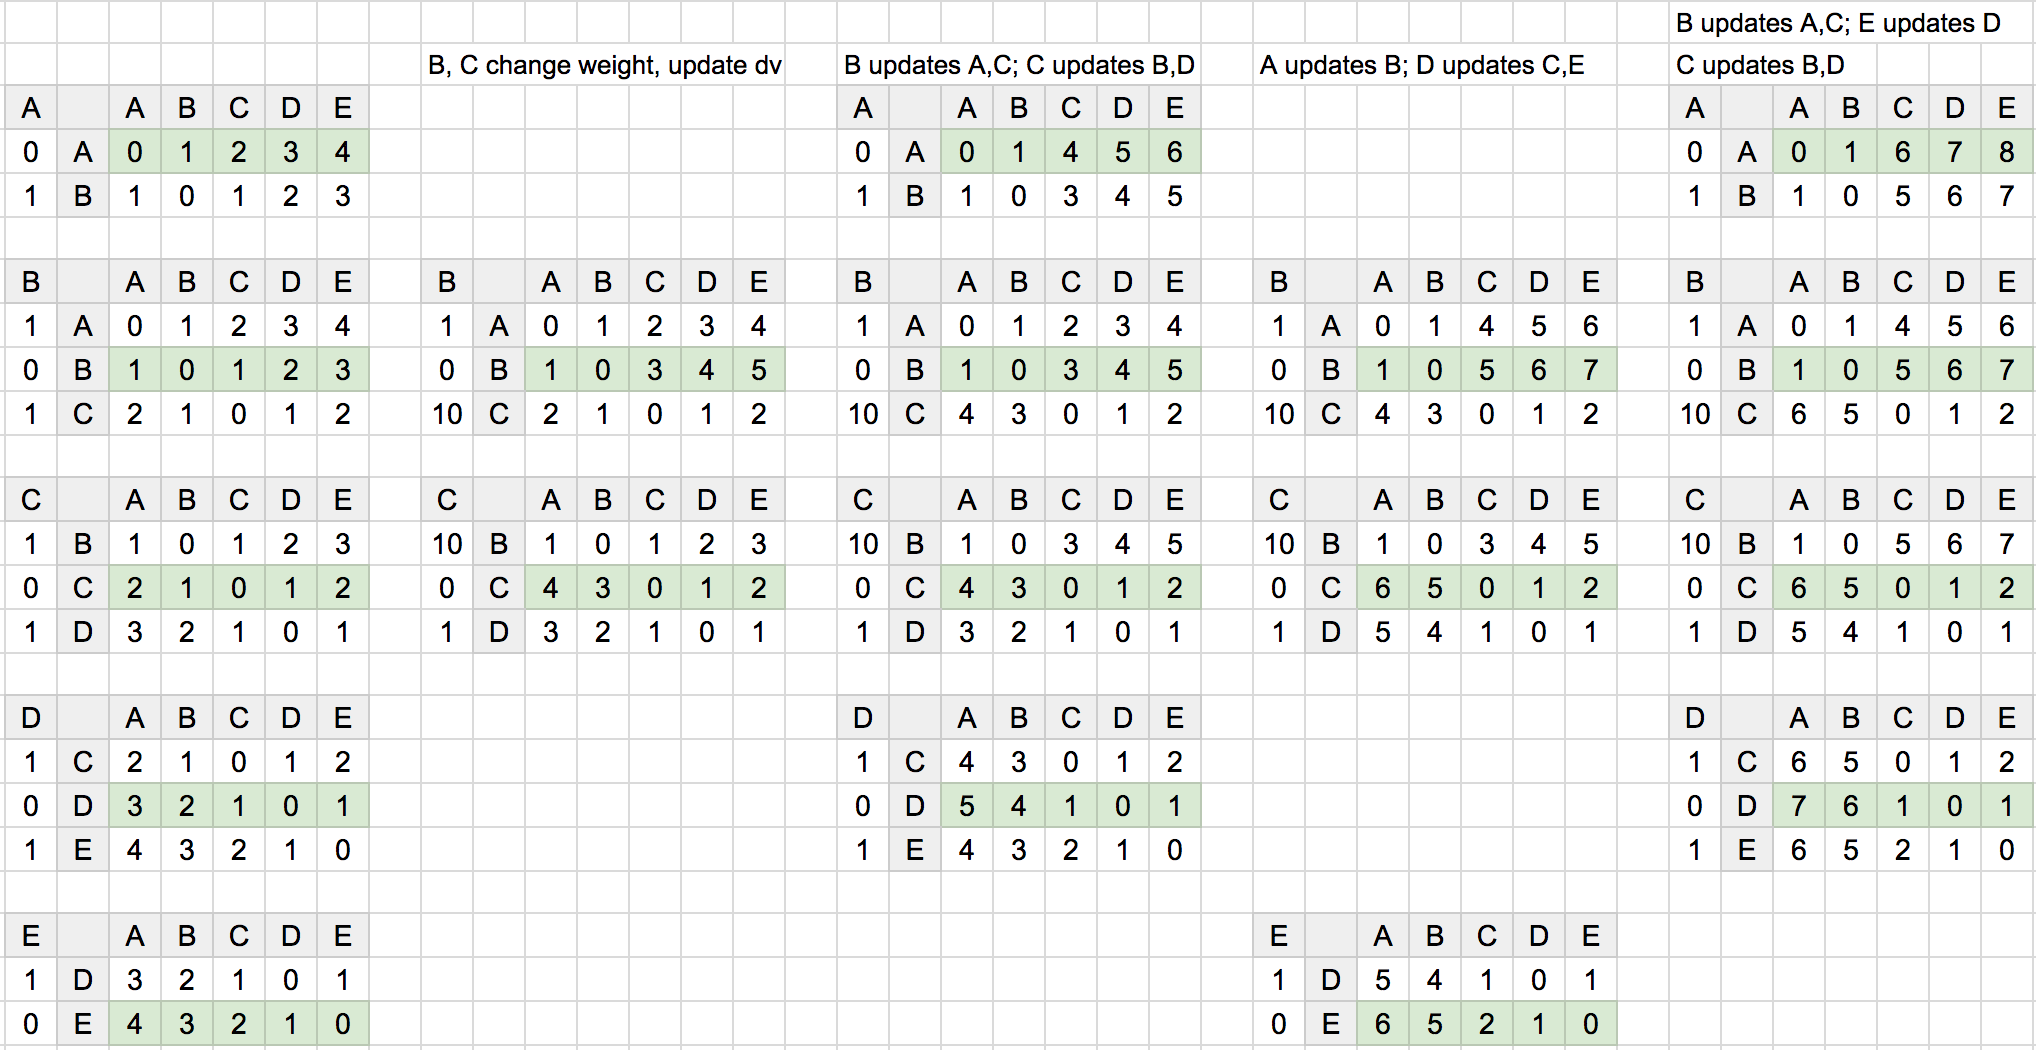 B updates A,C; E updates D
B, C change weight, update dv B updates A,C; C updates B,D A updates B; D updates C,E C updates B,D
A A B C D E A A B C D E A A B C D E
0 A 0 1 2 3 4 0 A 0 1 4 5 6 0 A 0 1 6 7 8
1 B 1 0 1 2 3 1 B 1 0 3 4 5 1 B 1 0 5 6 7
B A B C D E B A B C D E B A B C D E B A B C D E B A B C D E
1 A 0 1 2 3 4 1 A 0 1 2 3 4 1 A 0 1 2 3 4 1 A 0 1 4 5 6 1 A 0 1 4 5 6
0 B 1 0 1 2 3 0 B 1 0 3 4 5 0 B 1 0 3 4 5 0 B 1 0 5 6 7 0 B 1 0 5 6 7
1 C 2 1 0 1 2 10 C 2 1 0 1 2 10 C 4 3 0 1 2 10 C 4 3 0 1 2 10 C 6 5 0 1 2
C A B C D E C A B C D E C A B C D E C A B C D E C A B C D E
1 B 1 0 1 2 3 10 B 1 0 1 2 3 10 B 1 0 3 4 5 10 B 1 0 3 4 5 10 B 1 0 5 6 7
0 C 2 1 0 1 2 0 C 4 3 0 1 2 0 C 4 3 0 1 2 0 C 6 5 0 1 2 0 C 6 5 0 1 2
1 D 3 2 1 0 1 1 D 3 2 1 0 1 1 D 3 2 1 0 1 1 D 5 4 1 0 1 1 D 5 4 1 0 1
D A B C D E D A B C D E D A B C D E
1 C 2 1 0 1 2 1 C 4 3 0 1 2 1 C 6 5 0 1 2
0 D 3 2 1 0 1 0 D 5 4 1 0 1 0 D 7 6 1 0 1
1 E 4 3 2 1 0 1 E 4 3 2 1 0 1 E 6 5 2 1 0
E A B C D E E A B C D E
1 D 3 2 1 0 1 1 D 5 4 1 0 1
0 E 4 3 2 1 0 0 E 6 5 2 1 0